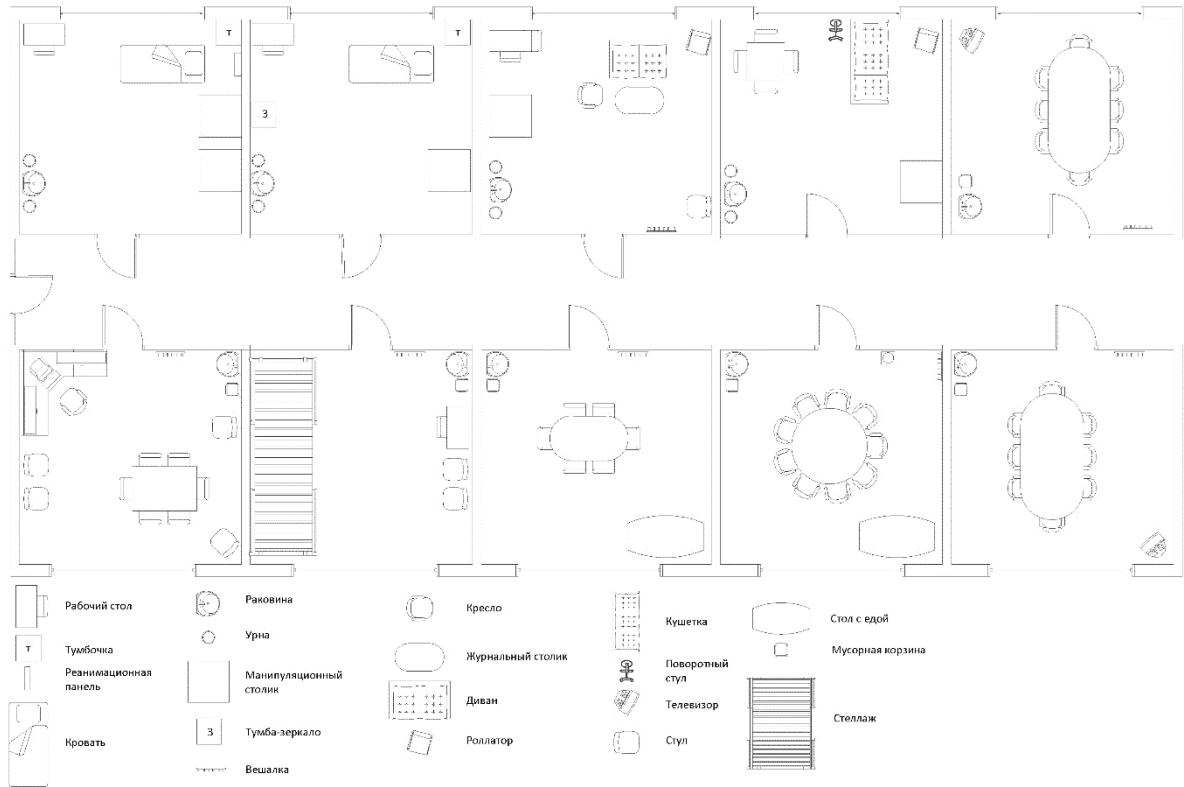 Т
Т
З
Рабочий стол
Т
Тумбочка
Реанимационная
панель
Кровать
Раковина
Урна
Манипуляционный
столик
З
Тумба-зеркало
Вешалка
Кресло
Журнальный столик
Диван
Роллатор
Кушетка
Поворотный
стул
Телевизор
Стул
Стол с едой
Мусорная корзина
Стеллаж